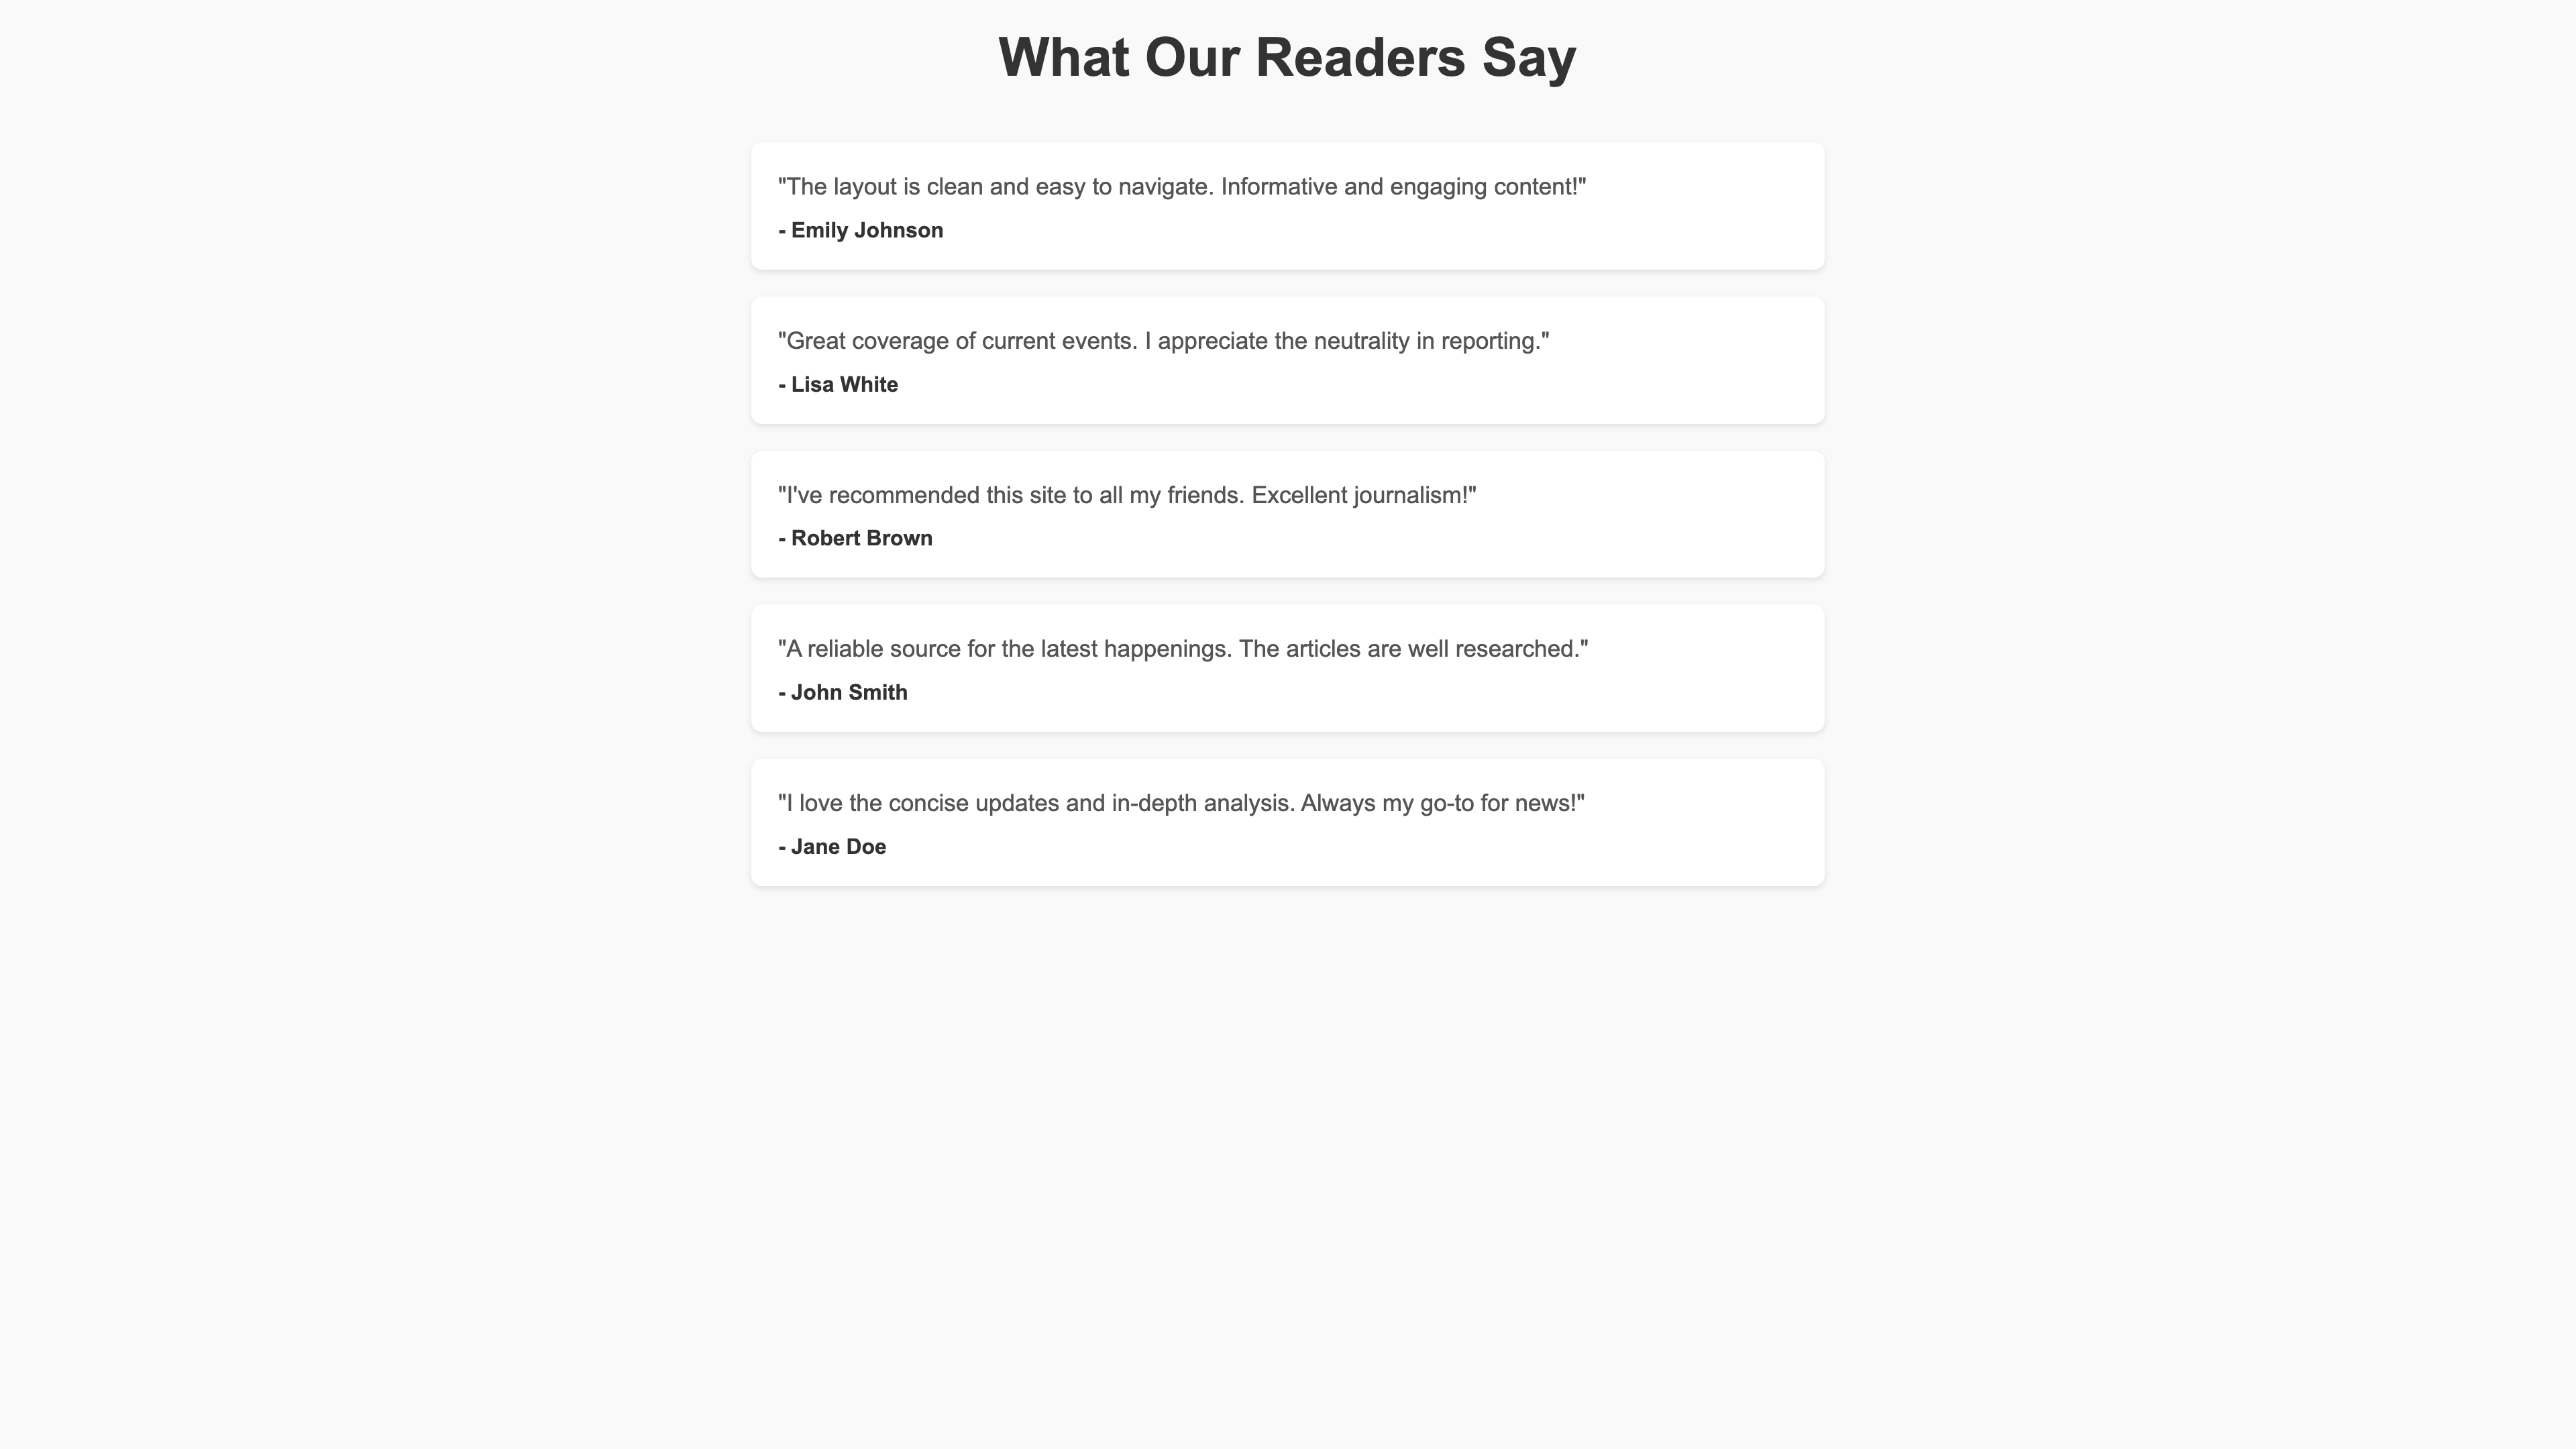 What Our Readers Say
"The layout is clean and easy to navigate. Informative and engaging content!"
- Emily Johnson
"Great coverage of current events. I appreciate the neutrality in reporting."
- Lisa White
"I've recommended this site to all my friends. Excellent journalism!"
- Robert Brown
"A reliable source for the latest happenings. The articles are well researched."
- John Smith
"I love the concise updates and in-depth analysis. Always my go-to for news!"
- Jane Doe